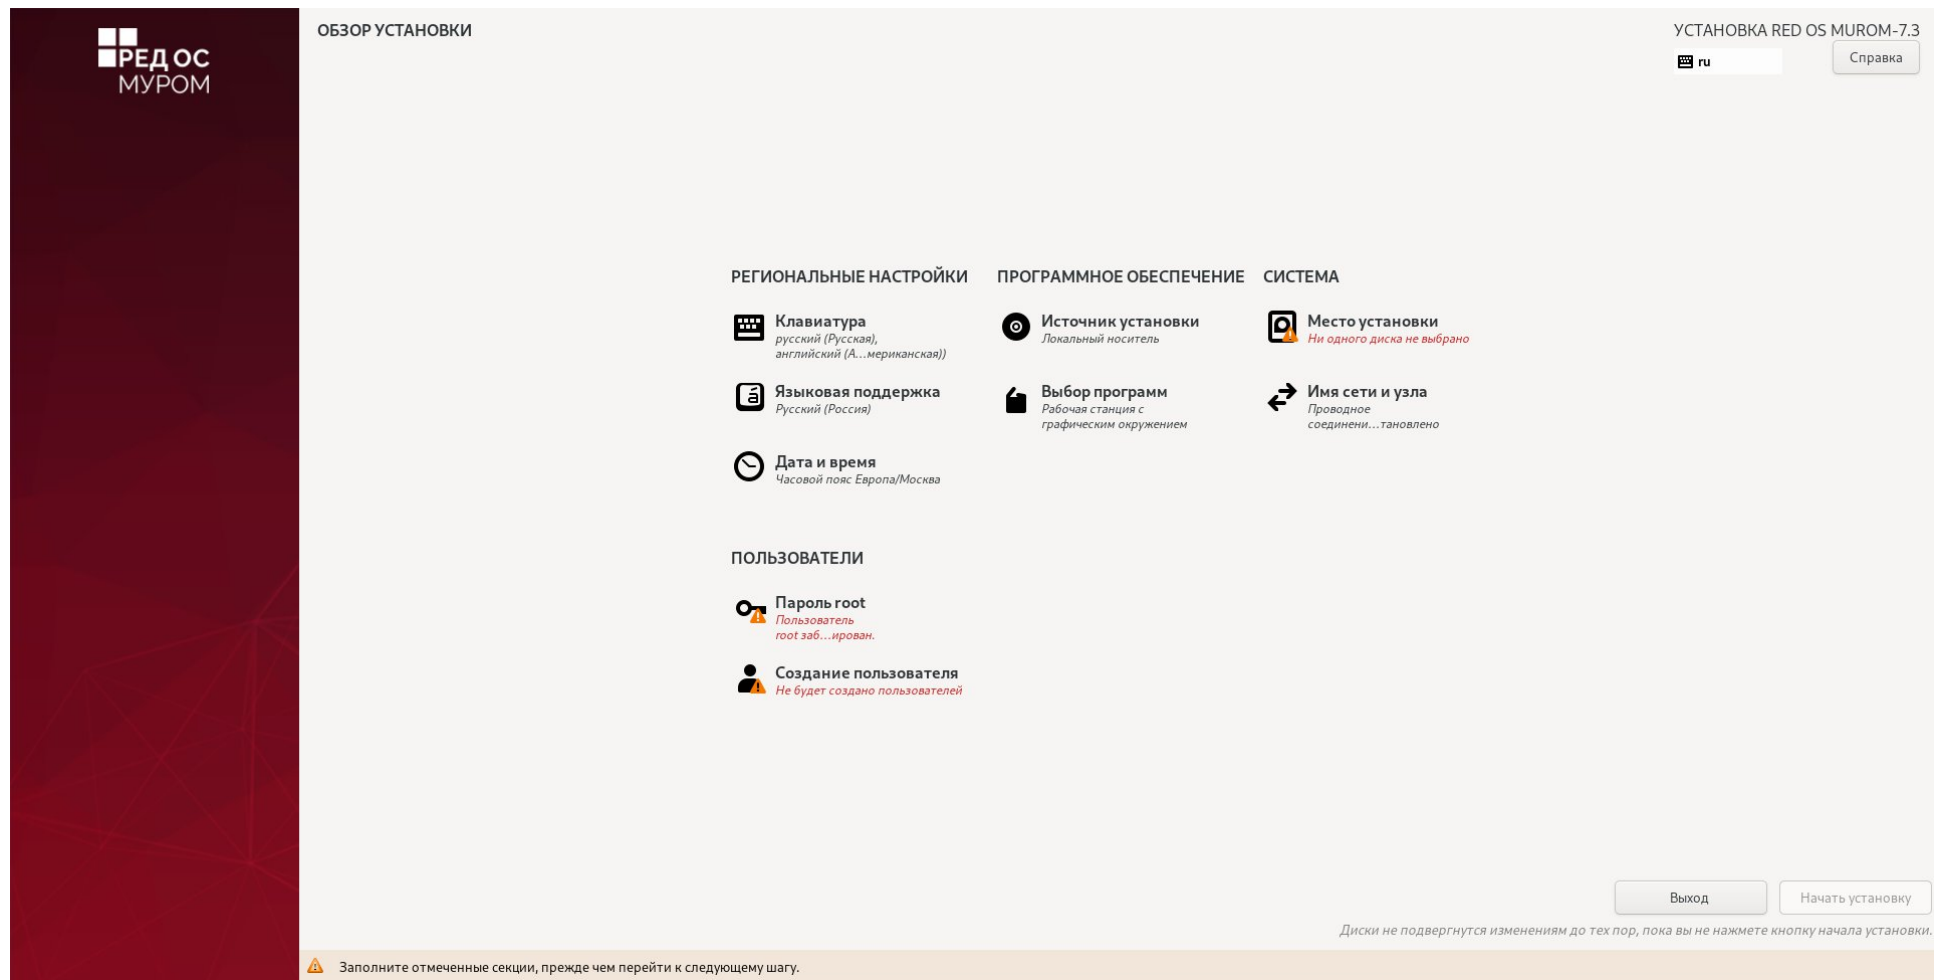 РЕД ОС
МУРОМ
ОБЗОР УСТАНОВКИ
УСТАНОВКА RED OS MUROM-7.3
ru
Справка
РЕГИОНАЛЬНЫЕ НАСТРОЙКИ
Клавиатура
русский (Русская),
английский (А...мериканская))
Языковая поддержка
Русский (Россия)
Дата и время
Часовой пояс Европа/Москва
ПРОГРАММНОЕ ОБЕСПЕЧЕНИЕ
Источник установки
Локальный носитель
Выбор программ
Рабочая станция с
графическим окружением
СИСТЕМА
Место установки
Ни одного диска не выбрано
Имя сети и узла
Проводное
соединени...тановлено
ПОЛЬЗОВАТЕЛИ
Пароль root
Пользователь
root заб...ирован.
Создание пользователя
Не будет создано пользователей
Выход
Начать установку
Диски не подвергнутся изменениям до тех пор, пока вы не нажмете кнопку начала установки.
Заполните отмеченные секции, прежде чем перейти к следующему шагу.